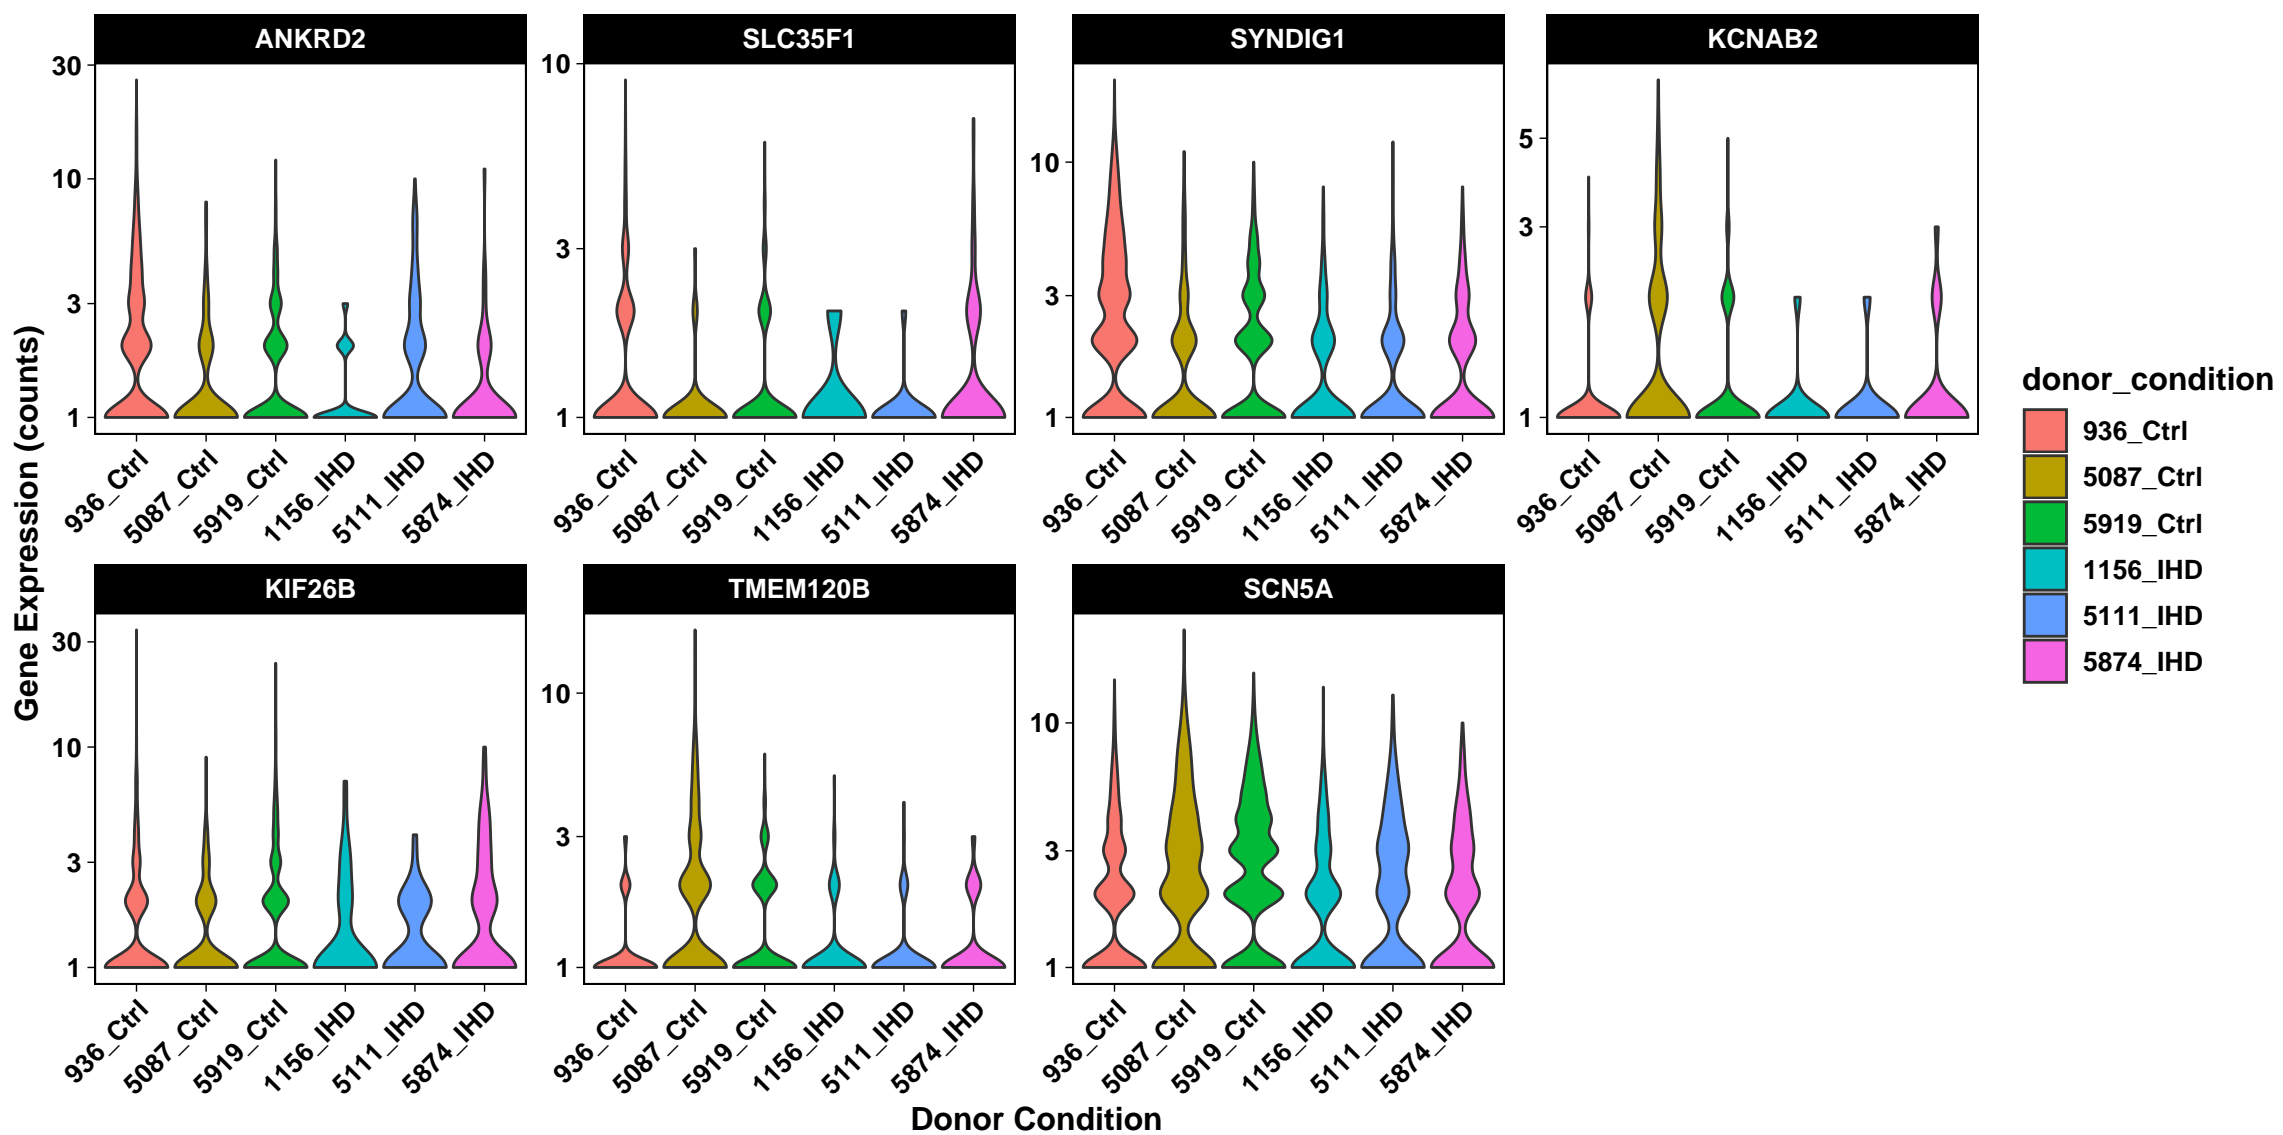 ANKRD2 SLC35F1 SYNDIG1 KCNAB2
30
10
3
1
10
3
1
10
3
1
5
3
1
936_Ctrl 5087_Ctrl 5919_Ctrl 1156_IHD 5111_IHD 5874_IHD
936_Ctrl 5087_Ctrl 5919_Ctrl 1156_IHD 5111_IHD 5874_IHD
936_Ctrl 5087_Ctrl 5919_Ctrl 1156_IHD 5111_IHD 5874_IHD
936_Ctrl 5087_Ctrl 5919_Ctrl 1156_IHD 5111_IHD 5874_IHD
Gene Expression (counts)
KIF26B TMEM120B SCN5A
30
10
3
1
10
3
1
10
3
1
936_Ctrl 5087_Ctrl 5919_Ctrl 1156_IHD 5111_IHD 5874_IHD
936_Ctrl 5087_Ctrl 5919_Ctrl 1156_IHD 5111_IHD 5874_IHD
936_Ctrl 5087_Ctrl 5919_Ctrl 1156_IHD 5111_IHD 5874_IHD
Donor Condition
donor_condition
936_Ctrl
5087_Ctrl
5919_Ctrl
1156_IHD
5111_IHD
5874_IHD